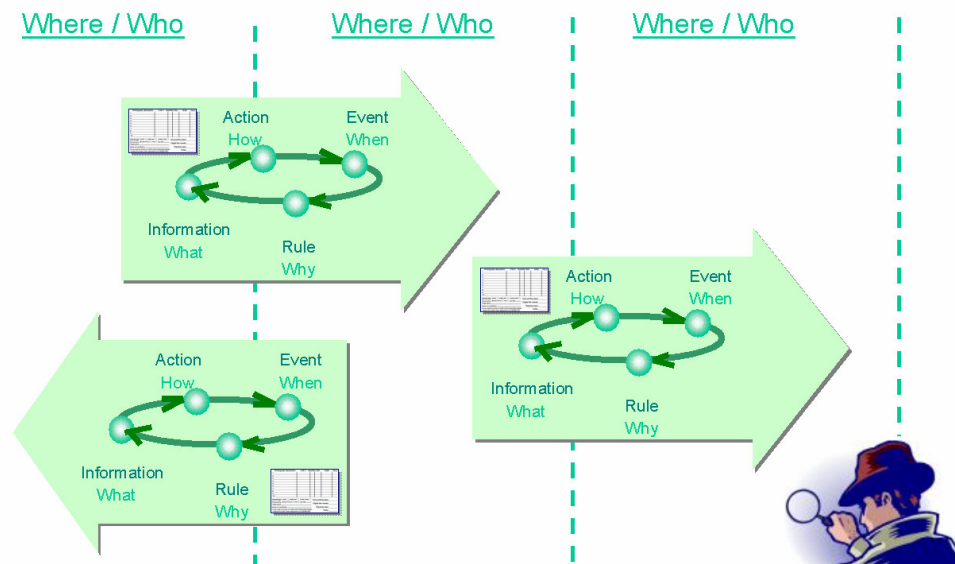 Where / Who
Where / Who
Where / Who
Action
How
Event
When
Information
What
Rule
Why
Action
How
Event
When
Information
What
Rule
Why
Action
How
Event
When
Information
What
Rule
Why